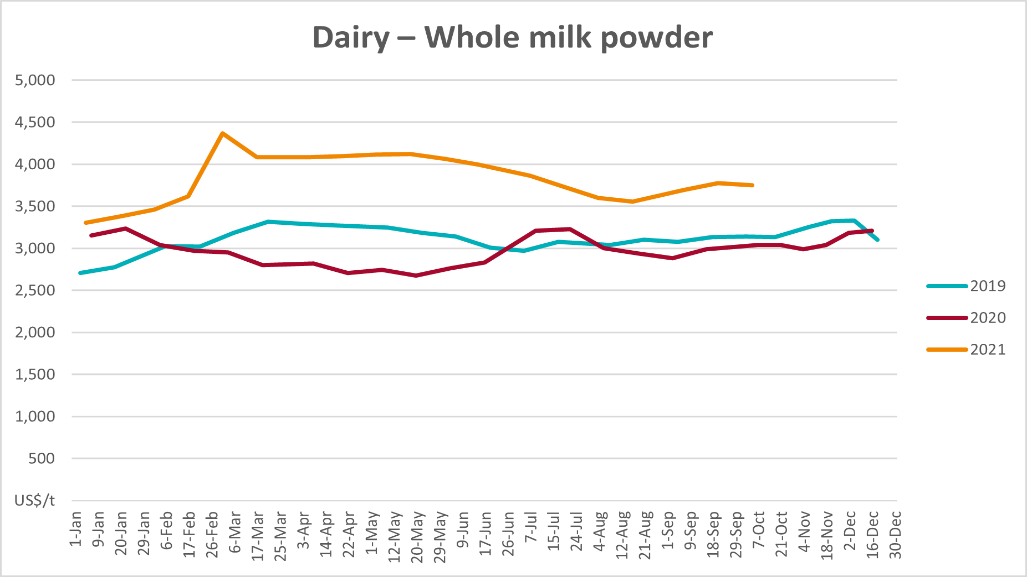 Dairy – Whole milk powder
5,000
4,500
4,000
3,500
3,000
2,500
2,000
1,500
1,000
500
US$/t
1-Jan
9-Jan
20-Jan
29-Jan
6-Feb
17-Feb
26-Feb
6-Mar
17-Mar
25-Mar
3-Apr
14-Apr
22-Apr
1-May
12-May
20-May
29-May
9-Jun
17-Jun
26-Jun
7-Jul
15-Jul
24-Jul
4-Aug
12-Aug
21-Aug
1-Sep
9-Sep
18-Sep
29-Sep
7-Oct
21-Oct
4-Nov
18-Nov
2-Dec
16-Dec
30-Dec
2019
2020
2021